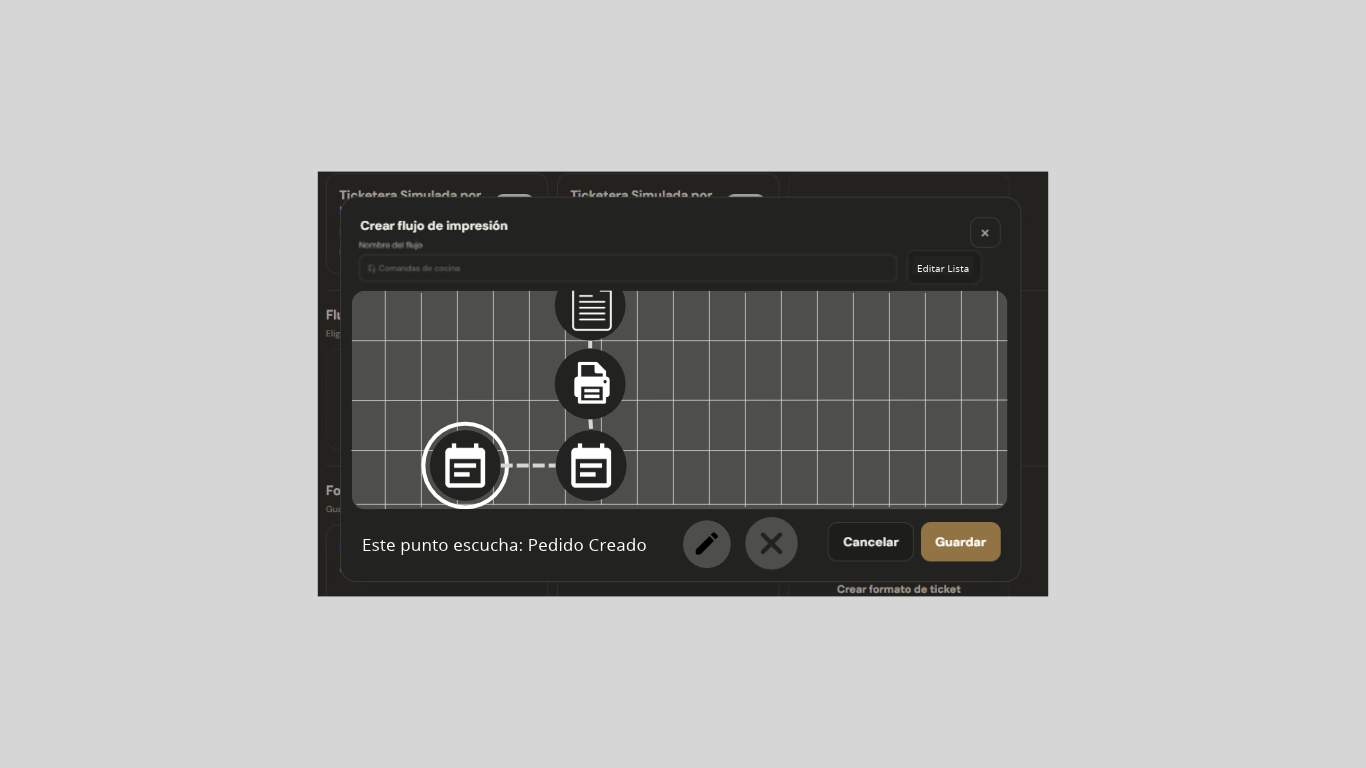 Ticketera Simulada por
Ticketera Simulada por
Crear flujo de impresión
×
Nombre del flujo
Ej. Comandas de cocina
Editar Lista
Flu
Elig
Fo
Gua
Este punto escucha: Pedido Creado
Cancelar
Guardar
Crear formato de ticket